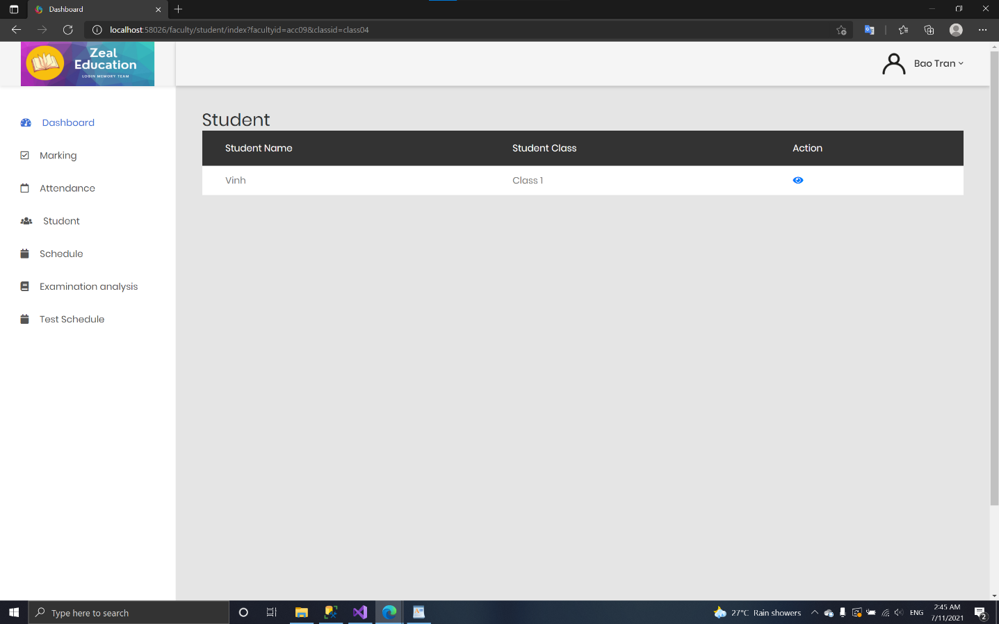 Dashboard
localhost:58026/faculty/student/index?facultyid=acc09&classid=class04
Zeal
Education
LOGIN MEMORY TEAM
Bao Tran
Dashboard
Marking
Attendance
Student
Schedule
Examination analysis
Test Schedule
Student
Student Name Student Class Action
Vinh Class 1
Type here to search
27°C Rain showers
ENG
2:45 AM
7/11/2021
2